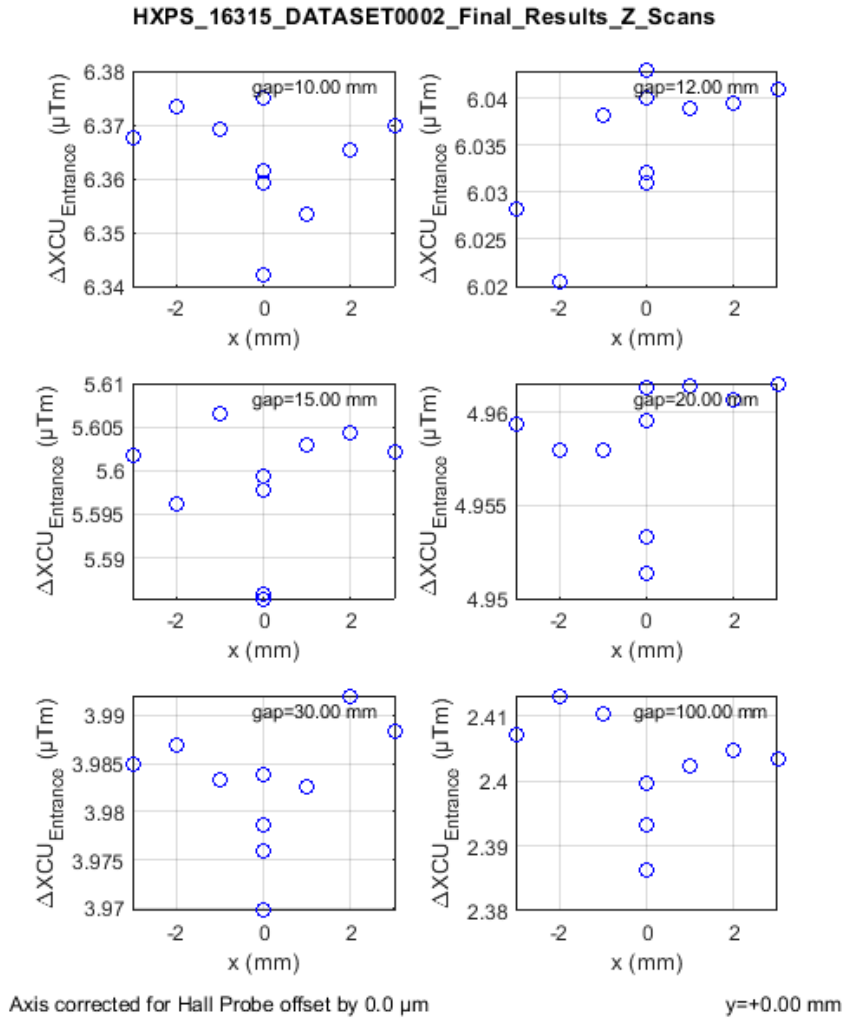 HXPS_16315_DATASET0002_Final_Results_Z_Scans
6.38
6.37
6.36
6.35
6.34
ΔXCU_Entrance (µTm)
gap=10.00 mm
-2 0 2
x (mm)
6.04
6.035
6.03
6.025
6.02
ΔXCU_Entrance (µTm)
gap=12.00 mm
-2 0 2
x (mm)
5.61
5.605
5.6
5.595
5.59
ΔXCU_Entrance (µTm)
gap=15.00 mm
-2 0 2
x (mm)
4.96
4.955
4.95
ΔXCU_Entrance (µTm)
gap=20.00 mm
-2 0 2
x (mm)
3.99
3.985
3.98
3.975
3.97
ΔXCU_Entrance (µTm)
gap=30.00 mm
-2 0 2
x (mm)
2.41
2.4
2.39
2.38
ΔXCU_Entrance (µTm)
gap=100.00 mm
-2 0 2
x (mm)
Axis corrected for Hall Probe offset by 0.0 µm
y=+0.00 mm